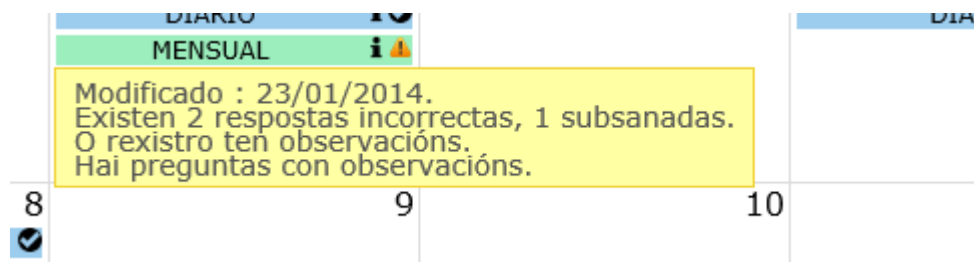 DIARIO i
DIA
MENSUAL i
Modificado : 23/01/2014.
Existen 2 respostas incorrectas, 1 subsanadas.
O rexistro ten observacións.
Hai preguntas con observacións.
8 9 10